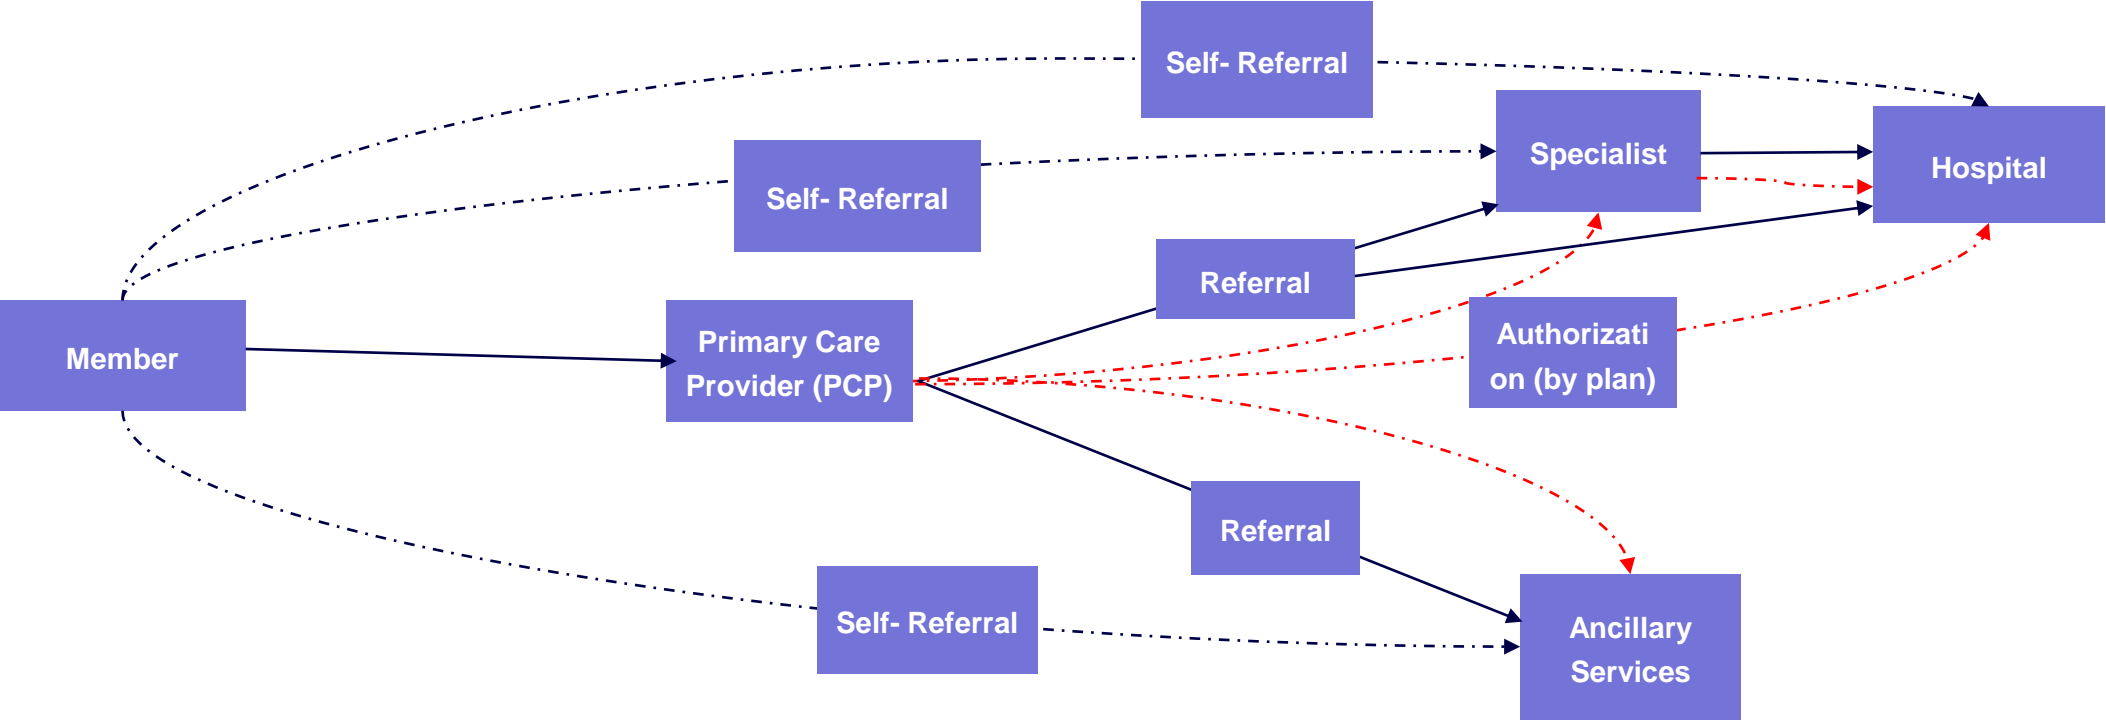 Self- Referral
Specialist
Hospital
Self- Referral
Referral
Member
Primary Care
Provider (PCP)
Authorizati
on (by plan)
Referral
Self- Referral
Ancillary
Services